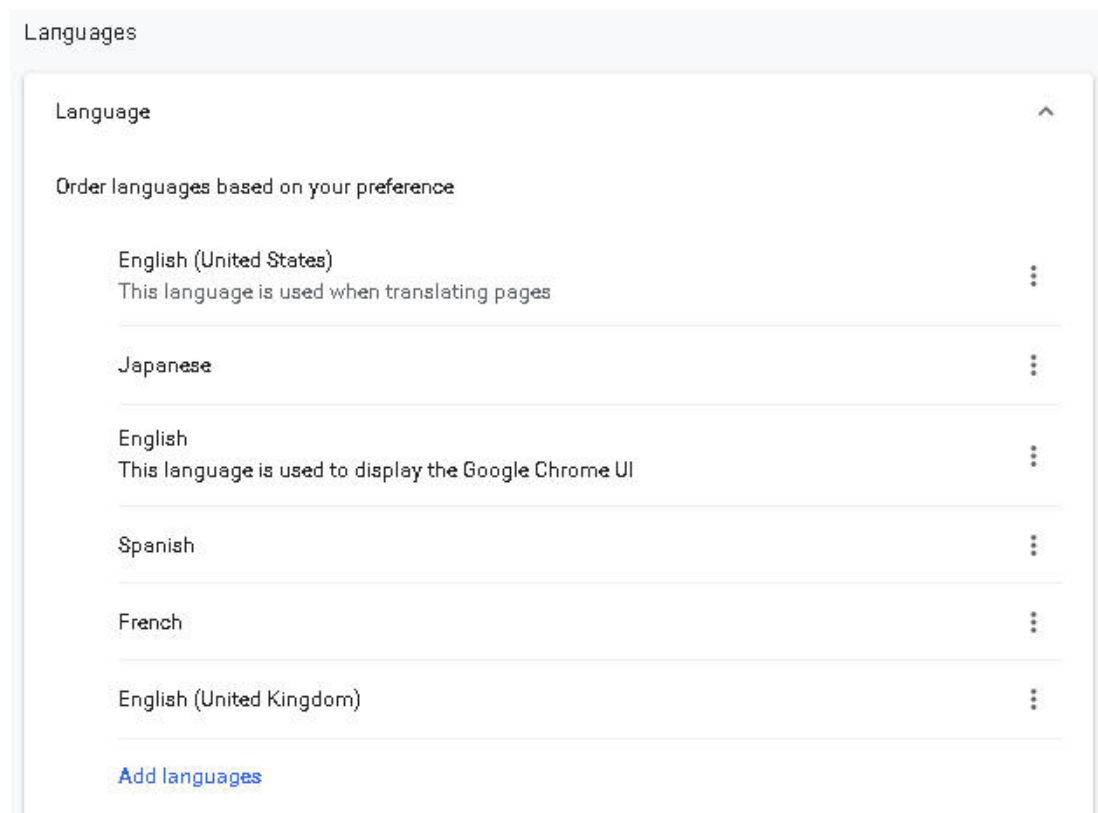 Languages
Language
Order languages based on your preference
English (United States)
This language is used when translating pages
Japanese
English
This language is used to display the Google Chrome UI
Spanish
French
English (United Kingdom)
Add languages